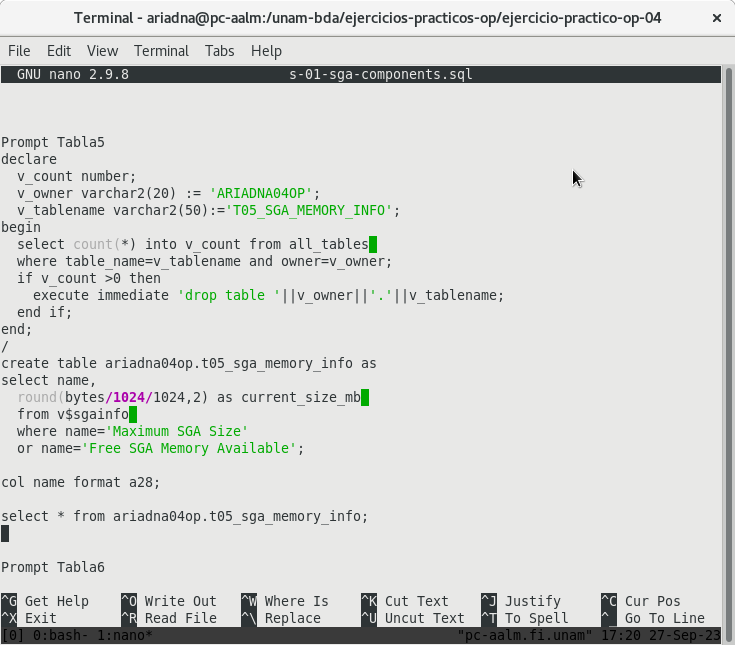 Terminal - ariadna@pc-aalm:/unam-bda/ejercicios-practicos-op/ejercicio-practico-op-04 ×
File Edit View Terminal Tabs Help
GNU nano 2.9.8 s-01-sga-components.sql
Prompt Tabla5
declare
  v_count number;
  v_owner varchar2(20) := 'ARIADNA04OP';
  v_tablename varchar2(50):='T05_SGA_MEMORY_INFO';
begin
  select count(*) into v_count from all_tables
  where table_name=v_tablename and owner=v_owner;
  if v_count >0 then
    execute immediate 'drop table '||v_owner||'.'||v_tablename;
  end if;
end;
/
create table ariadna04op.t05_sga_memory_info as
select name,
  round(bytes/1024/1024,2) as current_size_mb
  from v$sgainfo
  where name='Maximum SGA Size'
  or name='Free SGA Memory Available';
col name format a28;
select * from ariadna04op.t05_sga_memory_info;
Prompt Tabla6
^G Get Help ^O Write Out ^W Where Is ^K Cut Text ^J Justify ^C Cur Pos
^X Exit ^R Read File ^\ Replace ^U Uncut Text ^T To Spell ^_ Go To Line
[0] 0:bash- 1:nano* "pc-aalm.fi.unam" 17:20 27-Sep-23